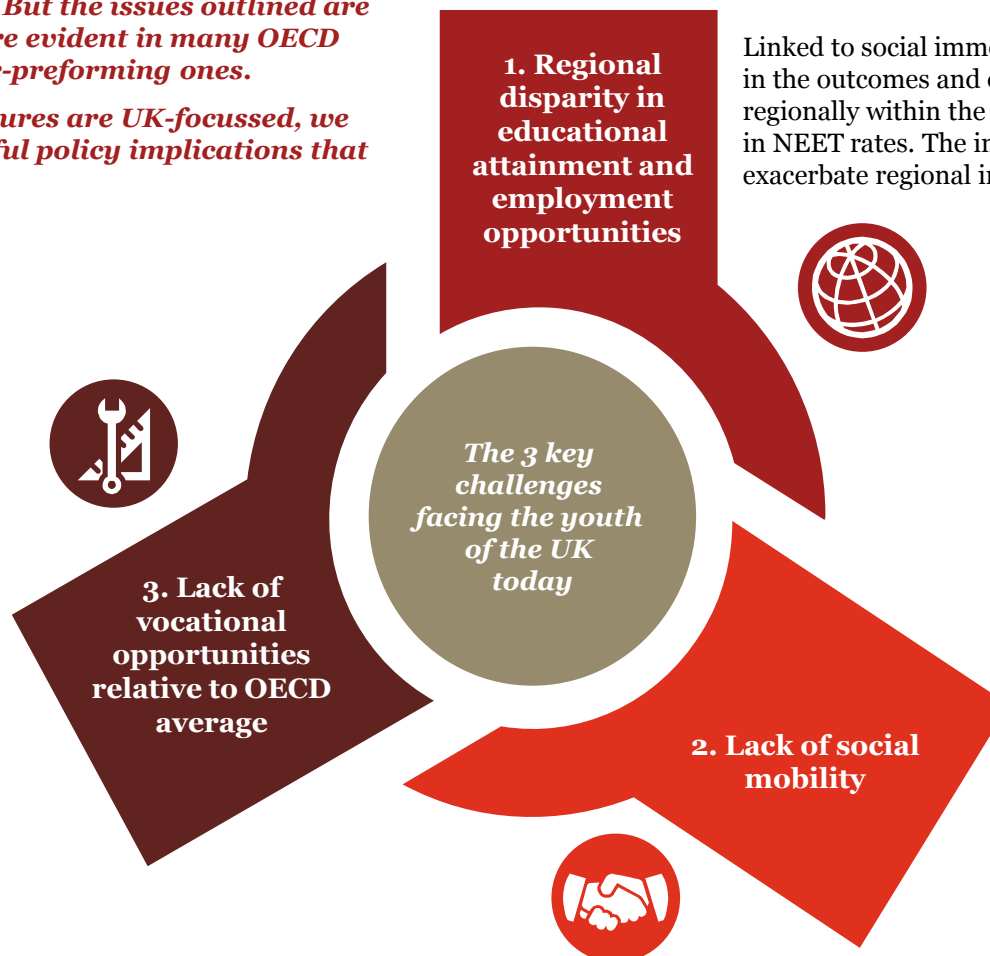 But the issues outlined are
re evident in many OECD
r-preforming ones.
ures are UK-focussed, we
ful policy implications that
1. Regional
disparity in
educational
attainment and
employment
opportunities
Linked to social imm
in the outcomes and
regionally within the
in NEET rates. The in
exacerbate regional in
The 3 key
challenges
facing the youth
of the UK
today
3. Lack of
vocational
opportunities
relative to OECD
average
2. Lack of social
mobility